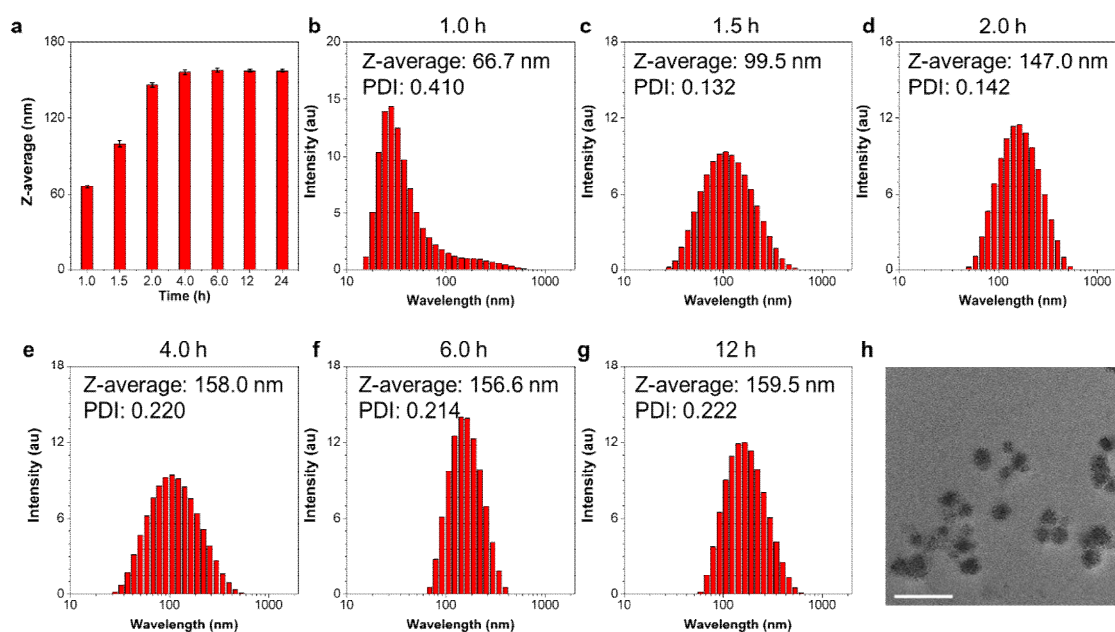 a
180
120
60
0
Z-average (nm)
1.0 1.5 2.0 4.0 6.0 12 24
Time (h)
b
1.0 h
Z-average: 66.7 nm
PDI: 0.410
20
15
10
5
0
Intensity (au)
10 100 1000
Wavelength (nm)
c
1.5 h
Z-average: 99.5 nm
PDI: 0.132
18
12
6
0
Intensity (au)
10 100 1000
Wavelength (nm)
d
2.0 h
Z-average: 147.0 nm
PDI: 0.142
18
12
6
0
Intensity (au)
10 100 1000
Wavelength (nm)
e
4.0 h
Z-average: 158.0 nm
PDI: 0.220
18
12
6
0
Intensity (au)
10 100 1000
Wavelength (nm)
f
6.0 h
Z-average: 156.6 nm
PDI: 0.214
18
12
6
0
Intensity (au)
10 100 1000
Wavelength (nm)
g
12 h
Z-average: 159.5 nm
PDI: 0.222
18
12
6
0
Intensity (au)
10 100 1000
Wavelength (nm)
h